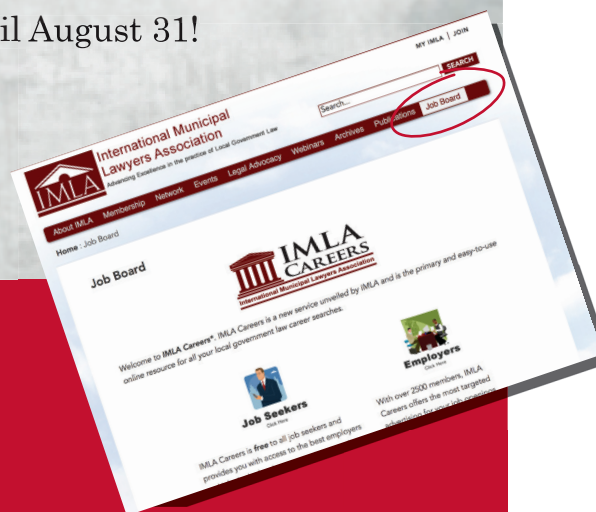 il August 31!
MY IMLA | JOIN
Search... SEARCH
IMLA
International Municipal
Lawyers Association
Advancing Excellence in the practice of Local Government Law
About IMLA Membership Network Events Legal Advocacy Webinars Archives Publications Job Board
Home : Job Board
Job Board
IMLA
CAREERS
International Municipal Lawyers Association
Welcome to IMLA Careers*. IMLA Careers is a new service unveiled by IMLA and is the primary and easy-to-use
online resource for all your local government law career searches.
Job Seekers
Click Here
IMLA Careers is free to all job seekers and
provides you with access to the best employers
Employers
Click Here
With over 2500 members, IMLA
Careers offers the most targeted
advertising for your job openings